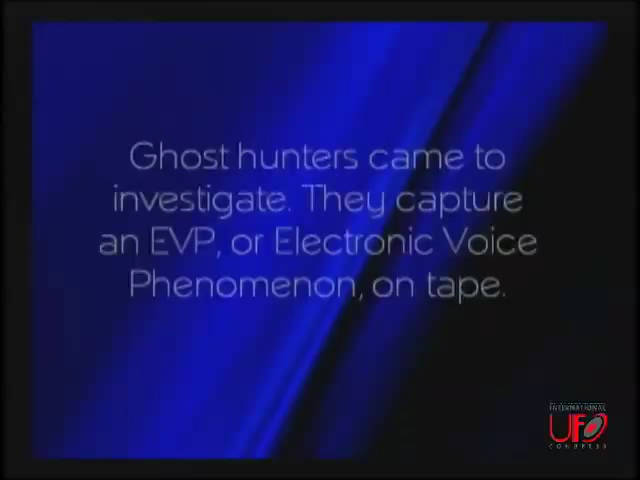 Ghost hunters came to
investigate. They capture
an EVP, or Electronic Voice
Phenomenon, on tape.
INTERNATIONAL
UFO
CONGRESS